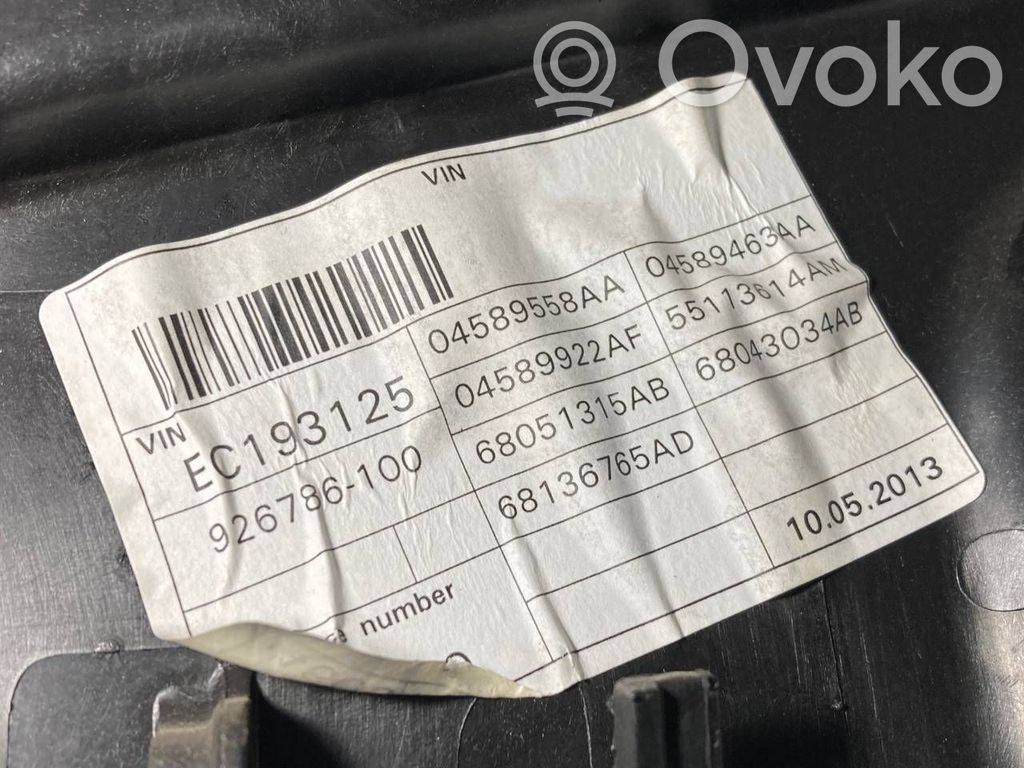 Ovoko
VIN
04589558AA 04589463AA
04589922AF 55113614AM
VIN EC193125 68051315AB 68043034AB
926786-100 68136765AD
10.05.2013
number